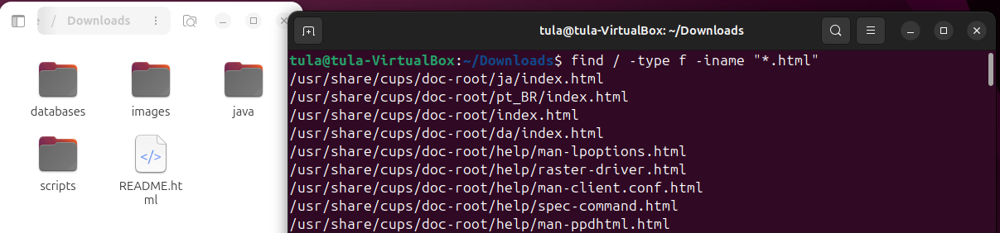 e / Downloads
databases
images
java
scripts
README.ht
ml
tula@tula-VirtualBox: ~/Downloads
tula@tula-VirtualBox:~/Downloads$ find / -type f -iname "*.html"
/usr/share/cups/doc-root/ja/index.html
/usr/share/cups/doc-root/pt_BR/index.html
/usr/share/cups/doc-root/index.html
/usr/share/cups/doc-root/da/index.html
/usr/share/cups/doc-root/help/man-lpoptions.html
/usr/share/cups/doc-root/help/raster-driver.html
/usr/share/cups/doc-root/help/man-client.conf.html
/usr/share/cups/doc-root/help/spec-command.html
/usr/share/cups/doc-root/help/man-ppdhtml.html